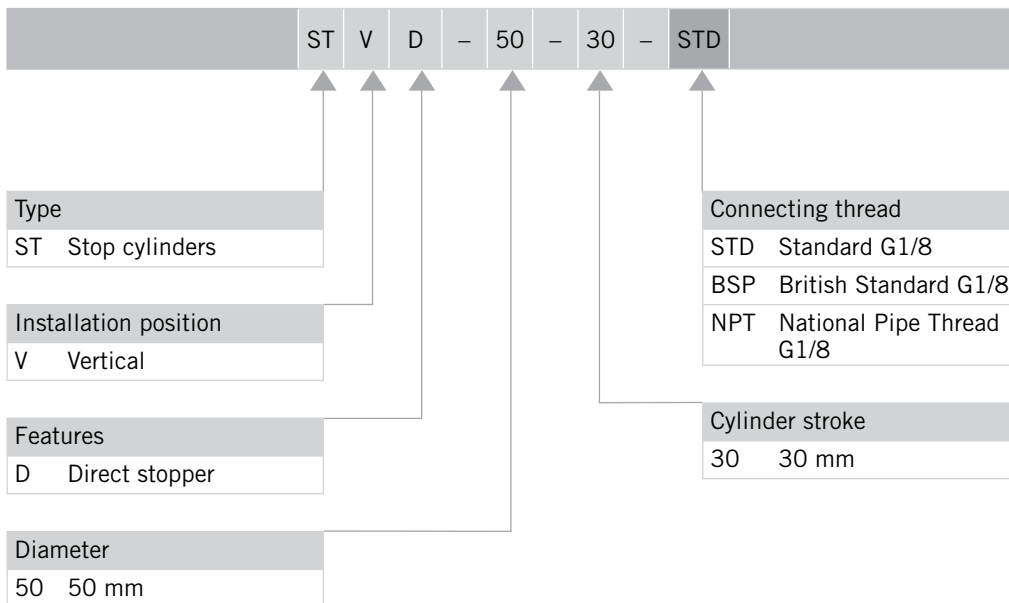 ST V D – 50 – 30 – STD
Type
ST Stop cylinders
Installation position
V Vertical
Features
D Direct stopper
Diameter
50 50 mm
Connecting thread
STD Standard G1/8
BSP British Standard G1/8
NPT National Pipe Thread
G1/8
Cylinder stroke
30 30 mm